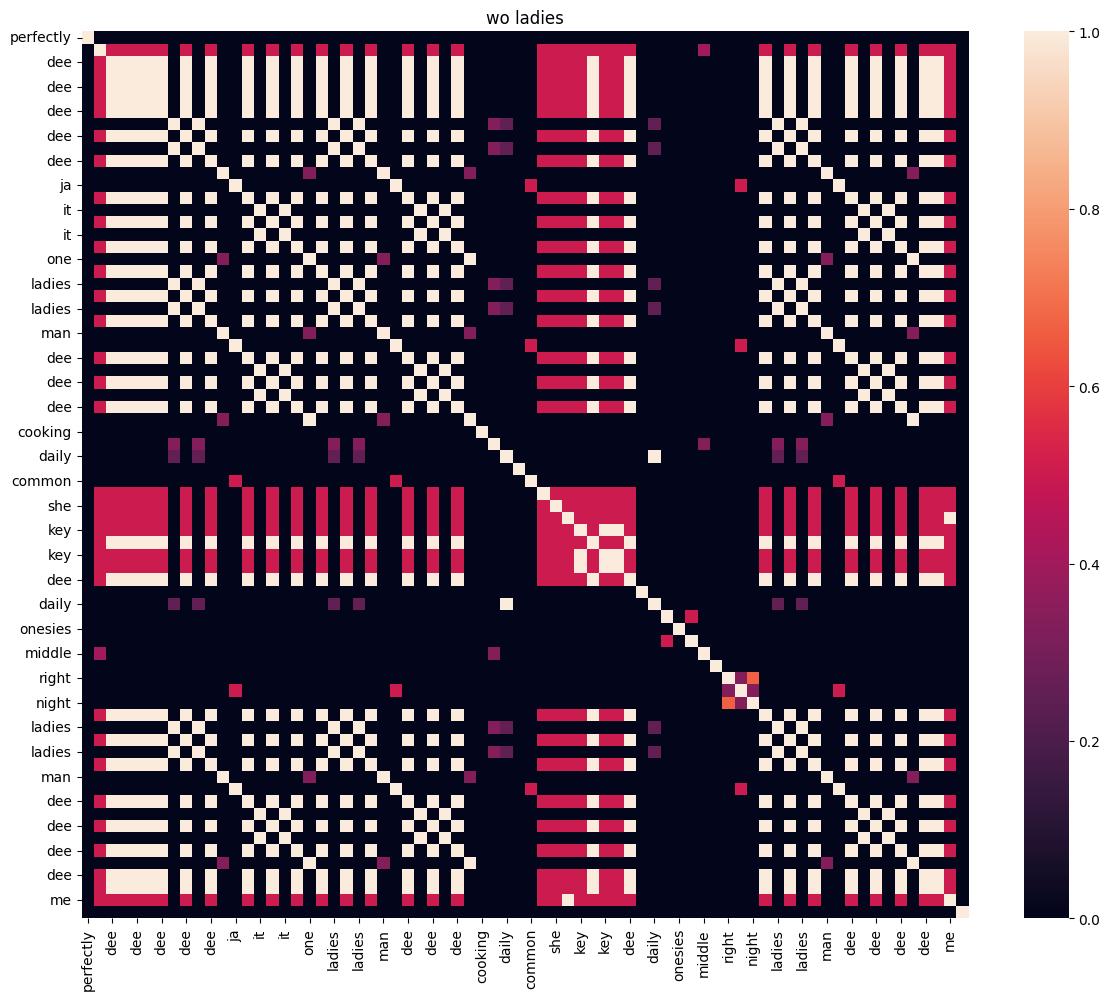 wo ladies
perfectly
dee
dee
dee
dee
dee
ja
it
it
one
ladies
ladies
man
dee
dee
dee
cooking
daily
common
she
key
key
dee
daily
onesies
middle
right
night
ladies
ladies
man
dee
dee
dee
dee
me
1.0
0.8
0.6
0.4
0.2
0.0
perfectly
dee
dee
dee
dee
dee
ja
it
it
one
ladies
ladies
man
dee
dee
dee
cooking
daily
common
she
key
key
dee
daily
onesies
middle
right
night
ladies
ladies
man
dee
dee
dee
dee
me